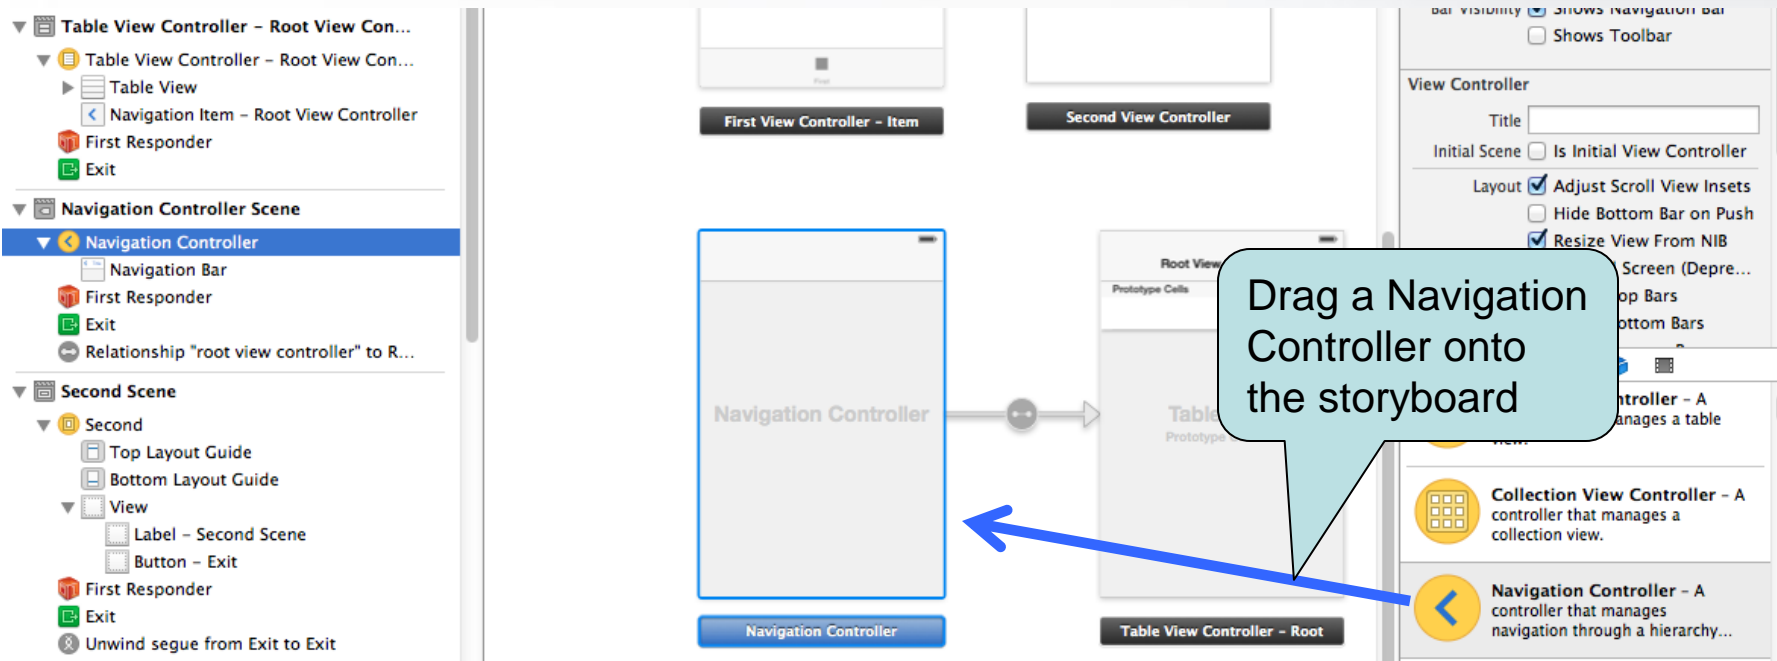 Table View Controller – Root View Con...
Table View Controller – Root View Con...
Table View
Navigation Item – Root View Controller
First Responder
Exit
Navigation Controller Scene
Navigation Controller
Navigation Bar
First Responder
Exit
Relationship "root view controller" to R...
Second Scene
Second
Top Layout Guide
Bottom Layout Guide
View
Label – Second Scene
Button – Exit
First Responder
Exit
Unwind segue from Exit to Exit
First View Controller – Item
Second View Controller
Navigation Controller
Navigation Controller
Root View
Prototype Cells
Table
Prototype
Table View Controller – Root
Drag a Navigation
Controller onto
the storyboard
Bar Visibility Shows Navigation Bar
Shows Toolbar
View Controller
Title
Initial Scene Is Initial View Controller
Layout Adjust Scroll View Insets
Hide Bottom Bar on Push
Resize View From NIB
Screen (Depre...
op Bars
ottom Bars
ntroller – A
anages a table
view.
Collection View Controller – A
controller that manages a
collection view.
Navigation Controller – A
controller that manages
navigation through a hierarchy...